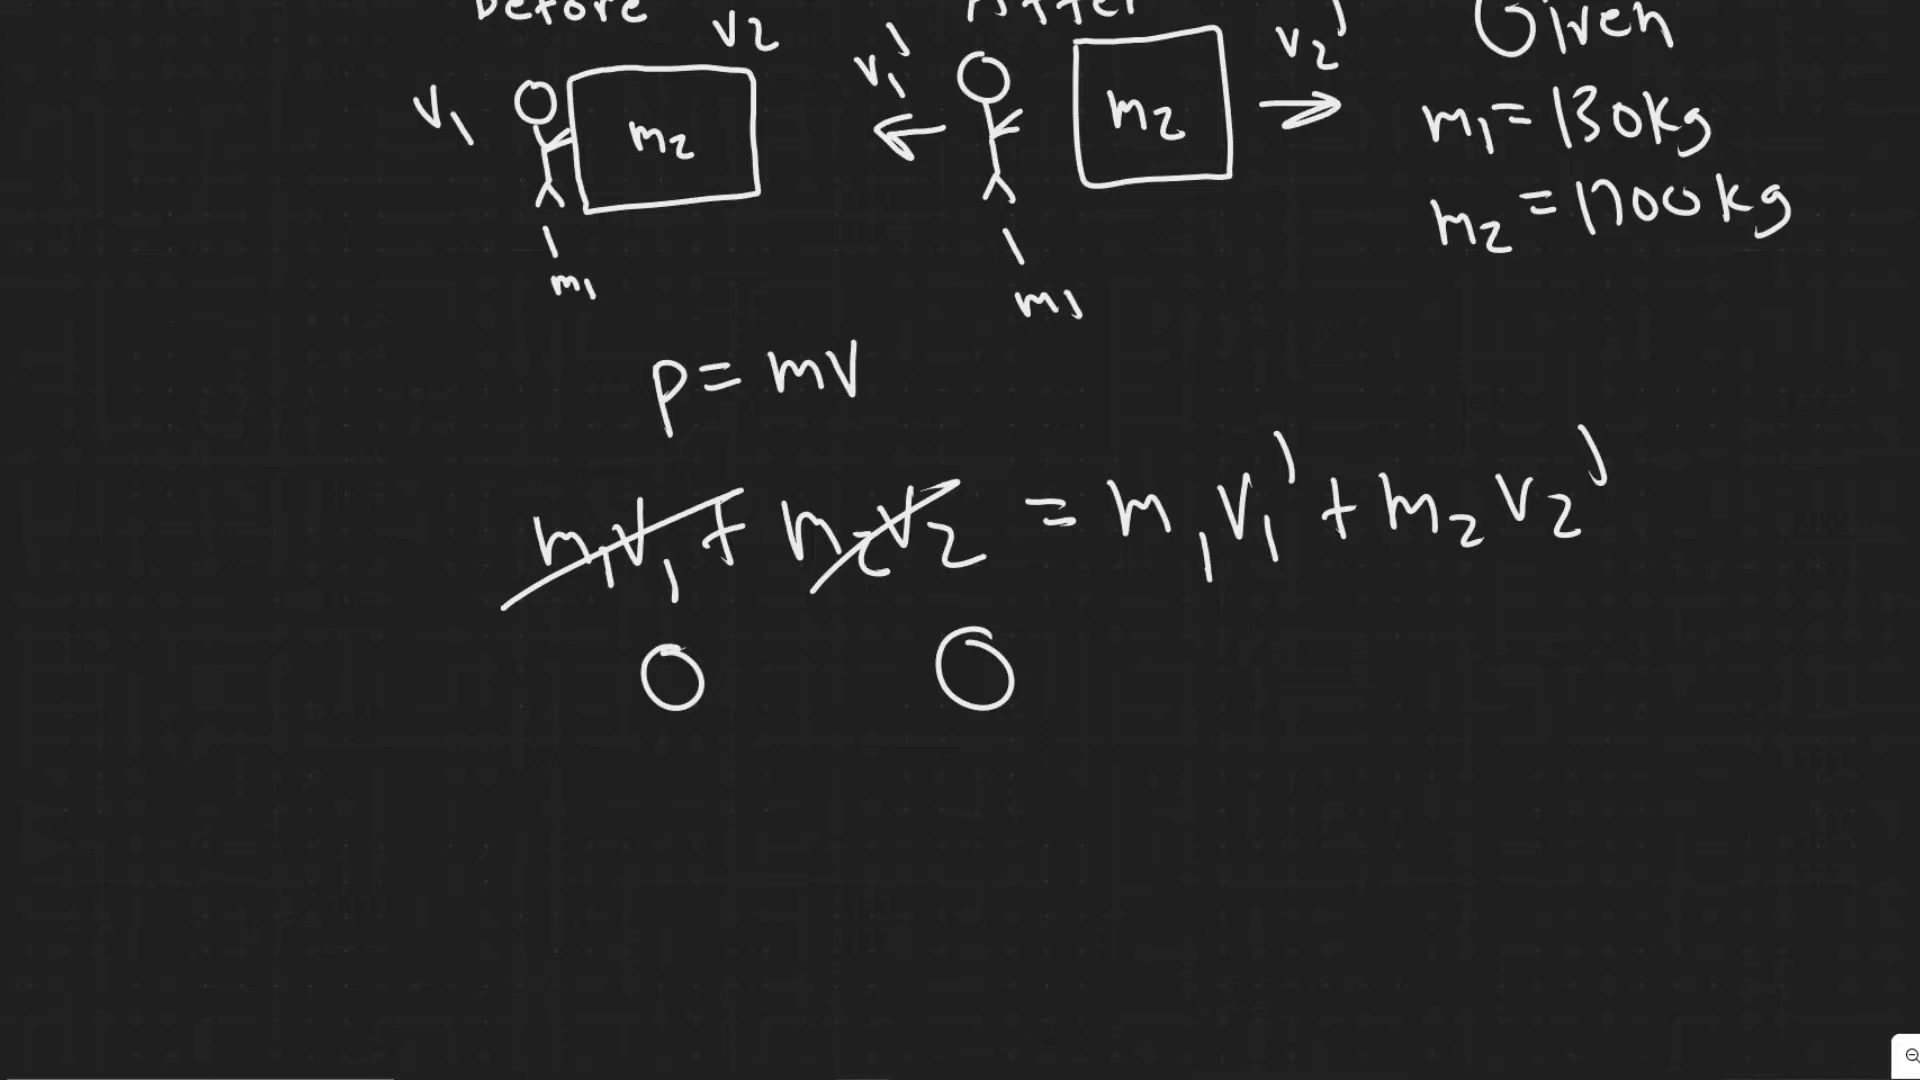 Before After Given
v1 v2 v1' v2'
m2 m2 m1 = 130kg
m2 = 1700kg
m1 m1
p = mv
m1v1 + m2v2 = m1v1' + m2v2'
0 0